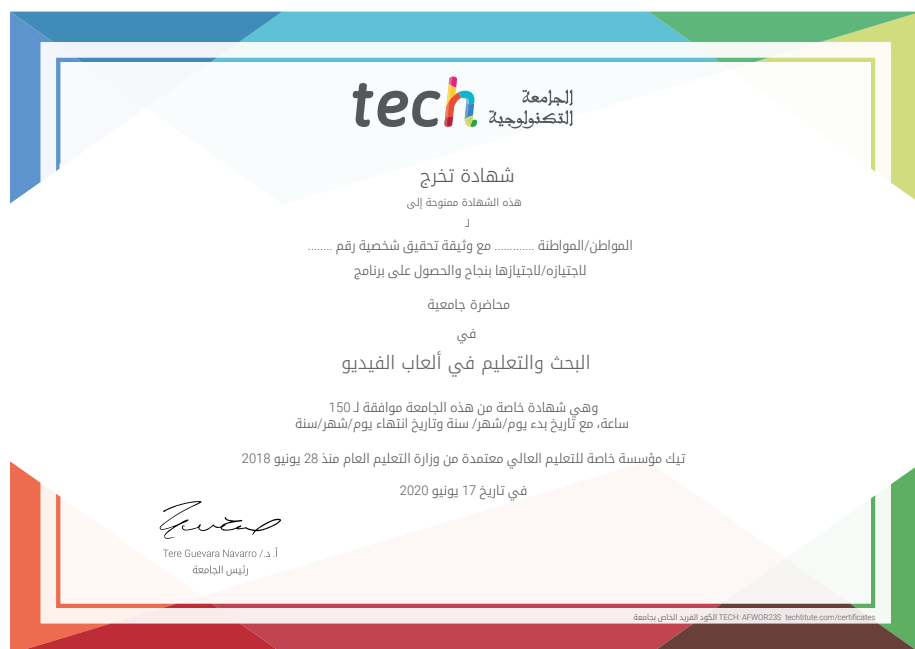 tech الجامعة
التكنولوجية
شهادة تخرج
هذه الشهادة ممنوحة إلى
لـ
المواطن/المواطنة ............ مع وثيقة تحقيق شخصية رقم ........
لاجتيازه/لاجتيازها بنجاح والحصول على برنامج
محاضرة جامعية
في
البحث والتعليم في ألعاب الفيديو
وهي شهادة خاصة من هذه الجامعة موافقة لـ 150
ساعة، مع تاريخ بدء يوم/شهر/ سنة وتاريخ انتهاء يوم/شهر/سنة
تيك مؤسسة خاصة للتعليم العالي معتمدة من وزارة التعليم العام منذ 28 يونيو 2018
في تاريخ 17 يونيو 2020
أ. د./ Tere Guevara Navarro
رئيس الجامعة
الكود الفريد الخاص بجامعة TECH: AFWOR23S techtitute.com/certificates